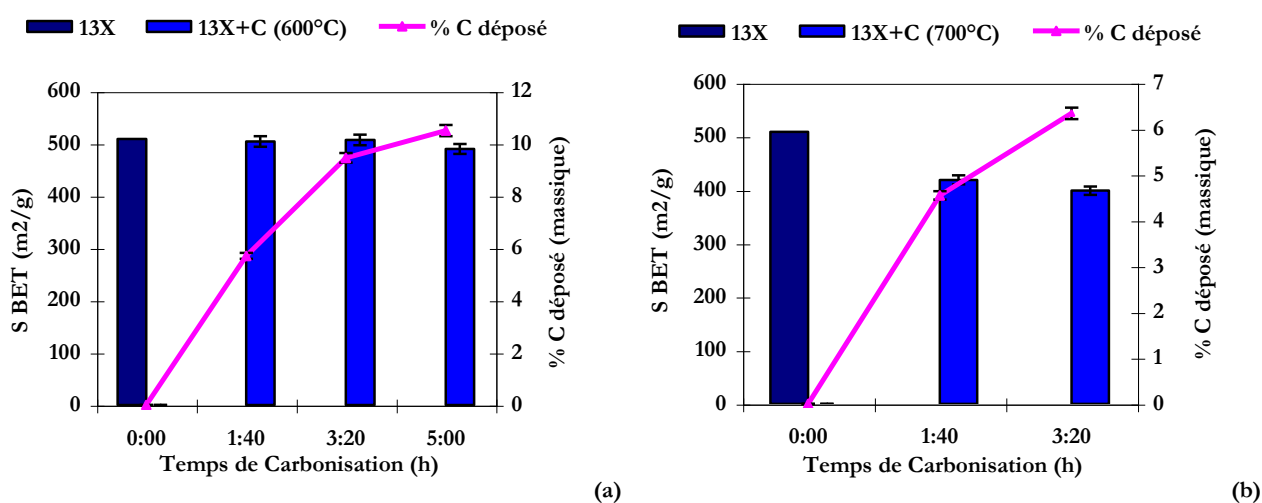 13X 13X+C (600°C) % C déposé
600
500
400
300
200
100
0
S BET (m2/g)
12
10
8
6
4
2
0
% C déposé (massique)
0:00 1:40 3:20 5:00
Temps de Carbonisation (h)
(a)
13X 13X+C (700°C) % C déposé
600
500
400
300
200
100
0
S BET (m2/g)
7
6
5
4
3
2
1
0
% C déposé (massique)
0:00 1:40 3:20
Temps de Carbonisation (h)
(b)